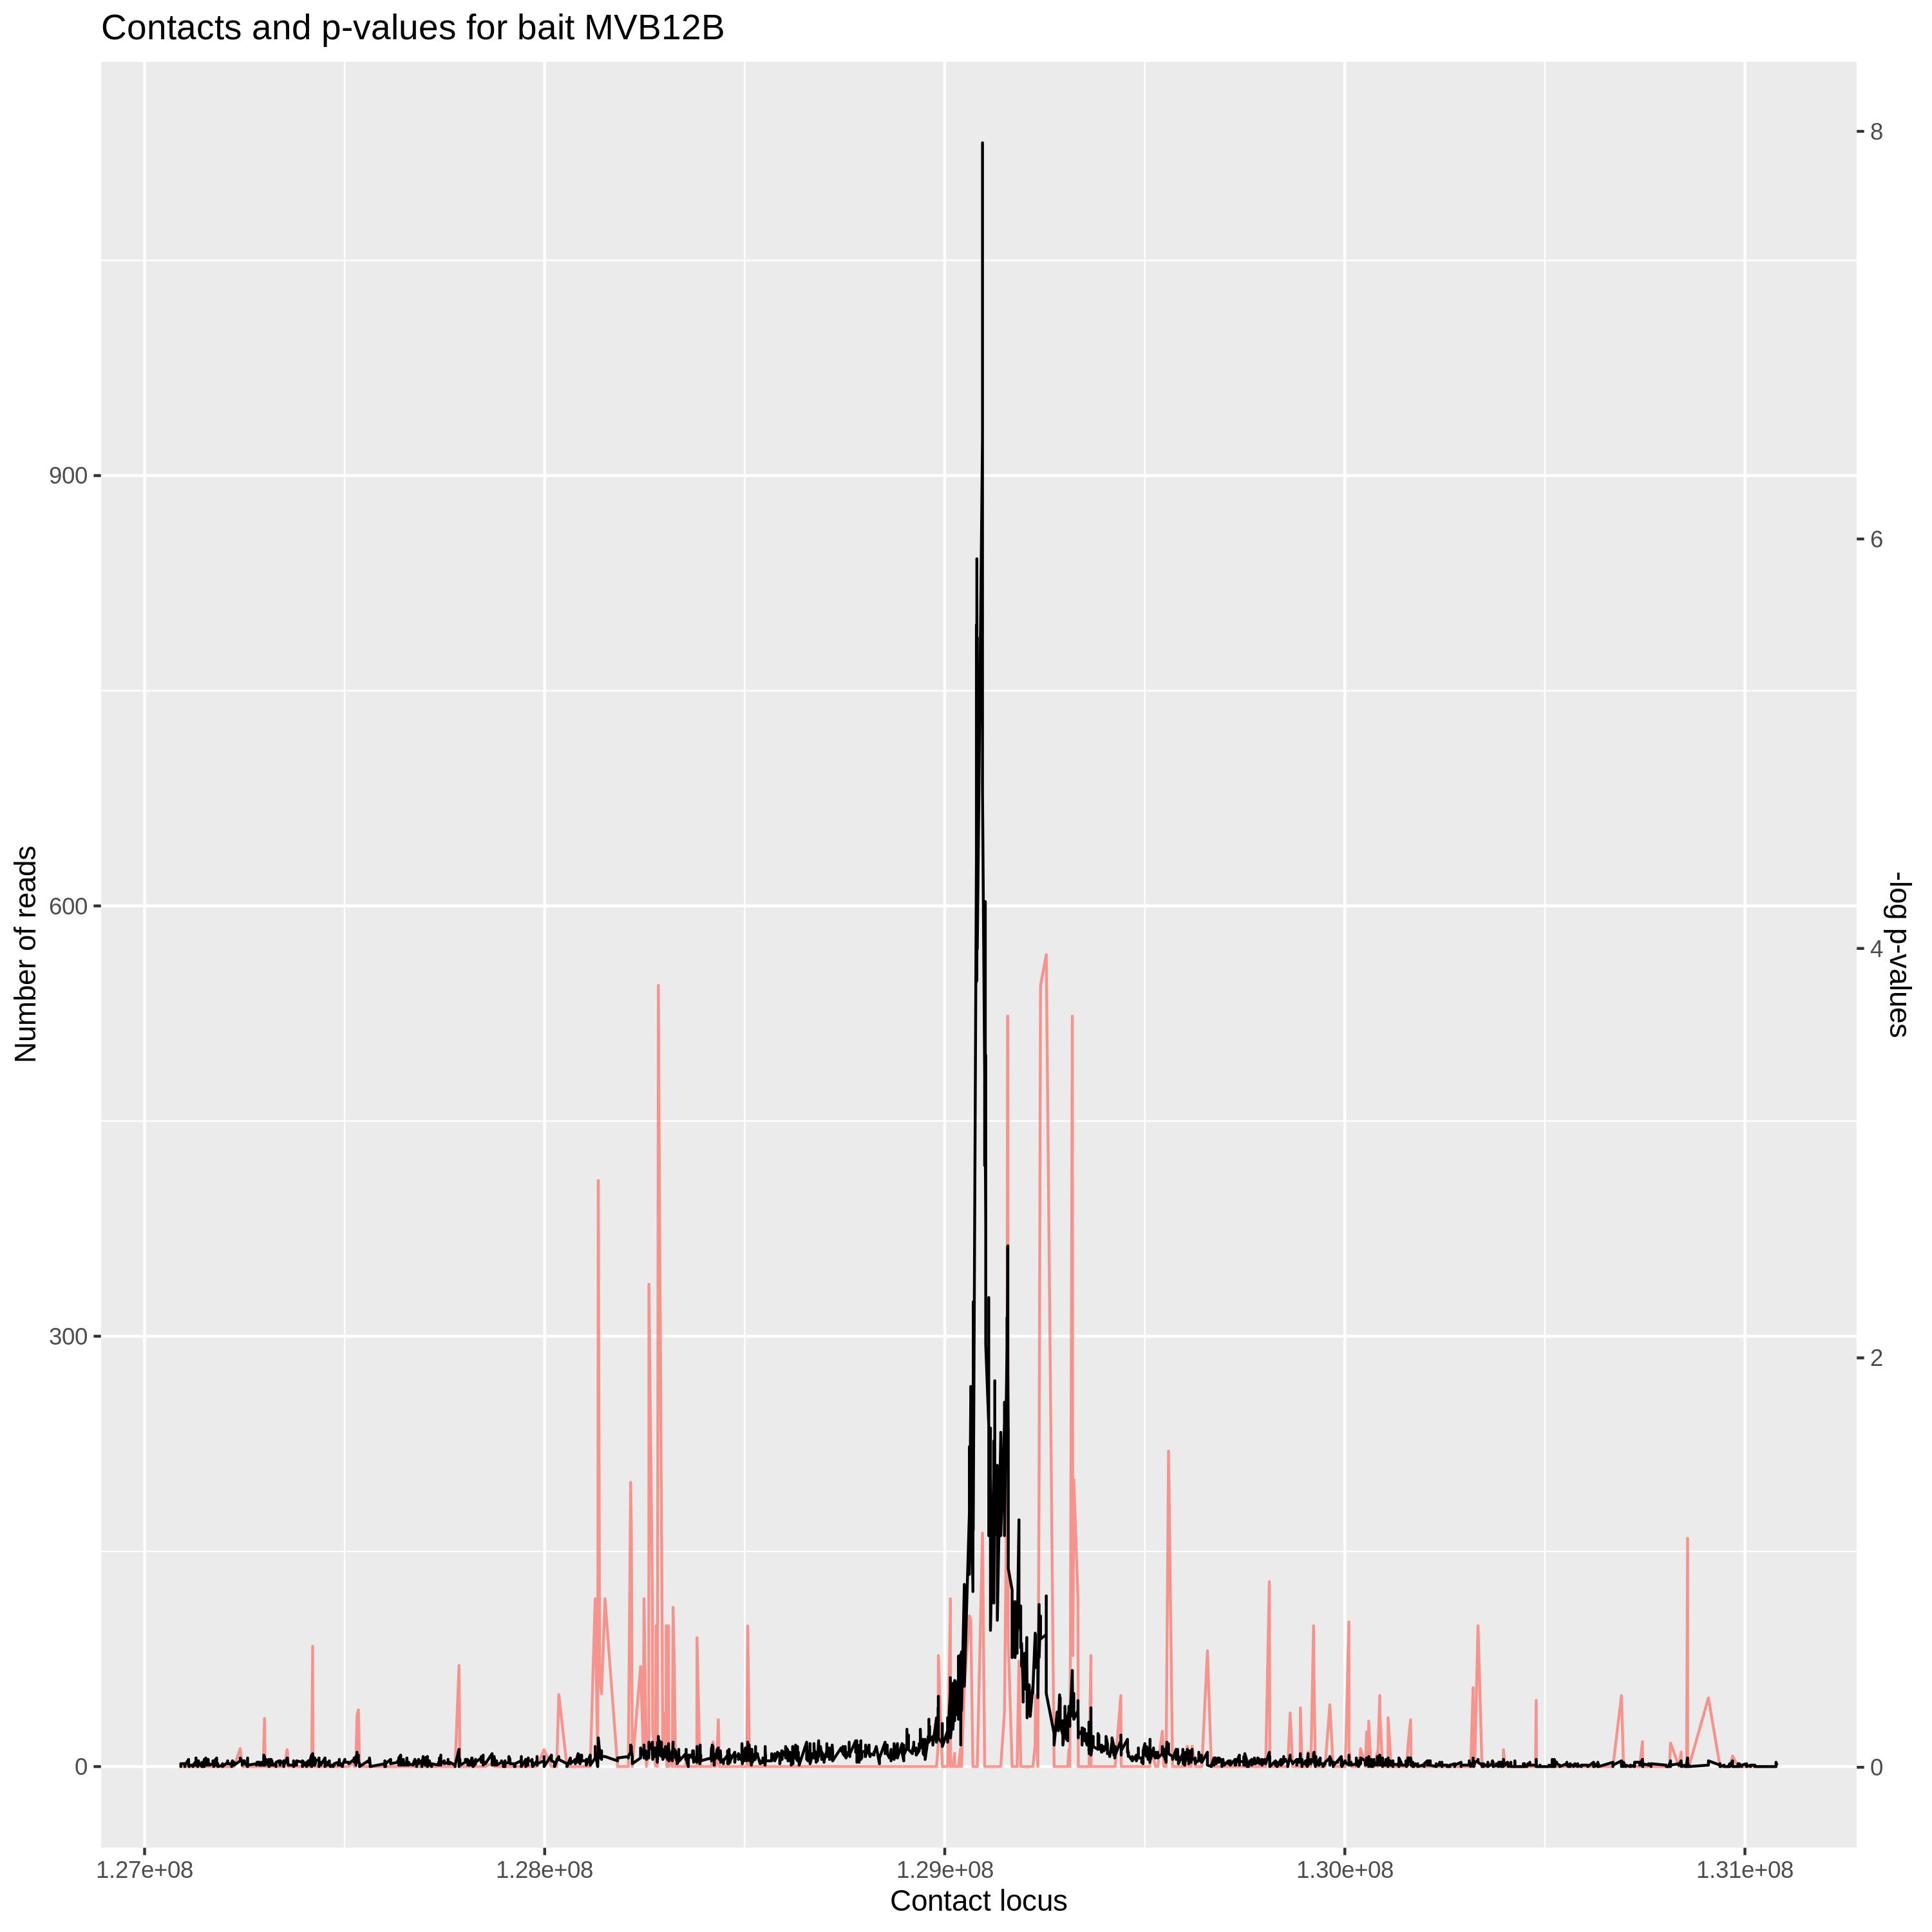 Contacts and p-values for bait MVB12B
Number of reads
900
600
300
0
8
6
4
2
0
-log p-values
1.27e+08 1.28e+08 1.29e+08 1.30e+08 1.31e+08
Contact locus